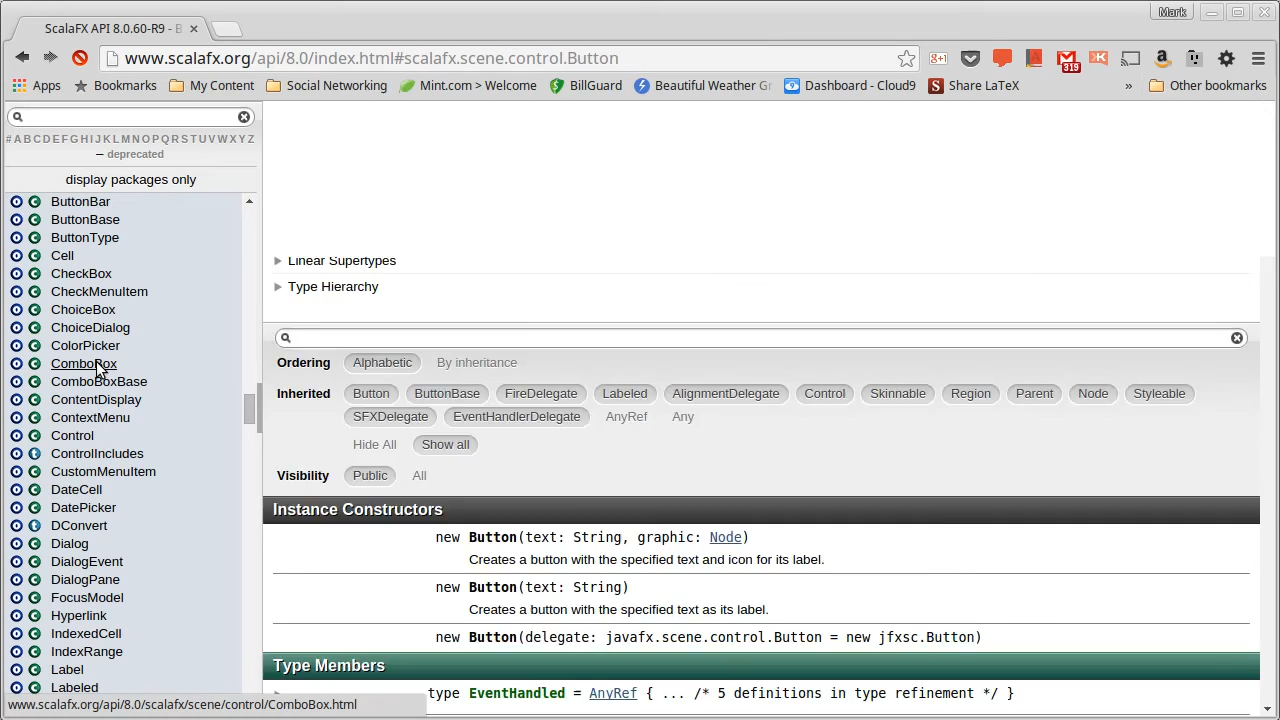 Mark
ScalaFX API 8.0.60-R9 - B
www.scalafx.org/api/8.0/index.html#scalafx.scene.control.Button
319
Apps Bookmarks My Content Social Networking Mint.com > Welcome BillGuard Beautiful Weather Gr Dashboard - Cloud9 Share LaTeX » Other bookmarks
#ABCDEFGHIJKLMNOPQRSTUVWXYZ
– deprecated
display packages only
ButtonBar
ButtonBase
ButtonType
Cell
CheckBox
CheckMenuItem
ChoiceBox
ChoiceDialog
ColorPicker
ComboBox
ComboBoxBase
ContentDisplay
ContextMenu
Control
ControlIncludes
CustomMenuItem
DateCell
DatePicker
DConvert
Dialog
DialogEvent
DialogPane
FocusModel
Hyperlink
IndexedCell
IndexRange
Label
Labeled
www.scalafx.org/api/8.0/scalafx/scene/control/ComboBox.html
Linear Supertypes
Type Hierarchy
Ordering Alphabetic By inheritance
Inherited Button ButtonBase FireDelegate Labeled AlignmentDelegate Control Skinnable Region Parent Node Styleable
SFXDelegate EventHandlerDelegate AnyRef Any
Hide All Show all
Visibility Public All
Instance Constructors
new Button(text: String, graphic: Node)
Creates a button with the specified text and icon for its label.
new Button(text: String)
Creates a button with the specified text as its label.
new Button(delegate: javafx.scene.control.Button = new jfxsc.Button)
Type Members
type EventHandled = AnyRef { ... /* 5 definitions in type refinement */ }